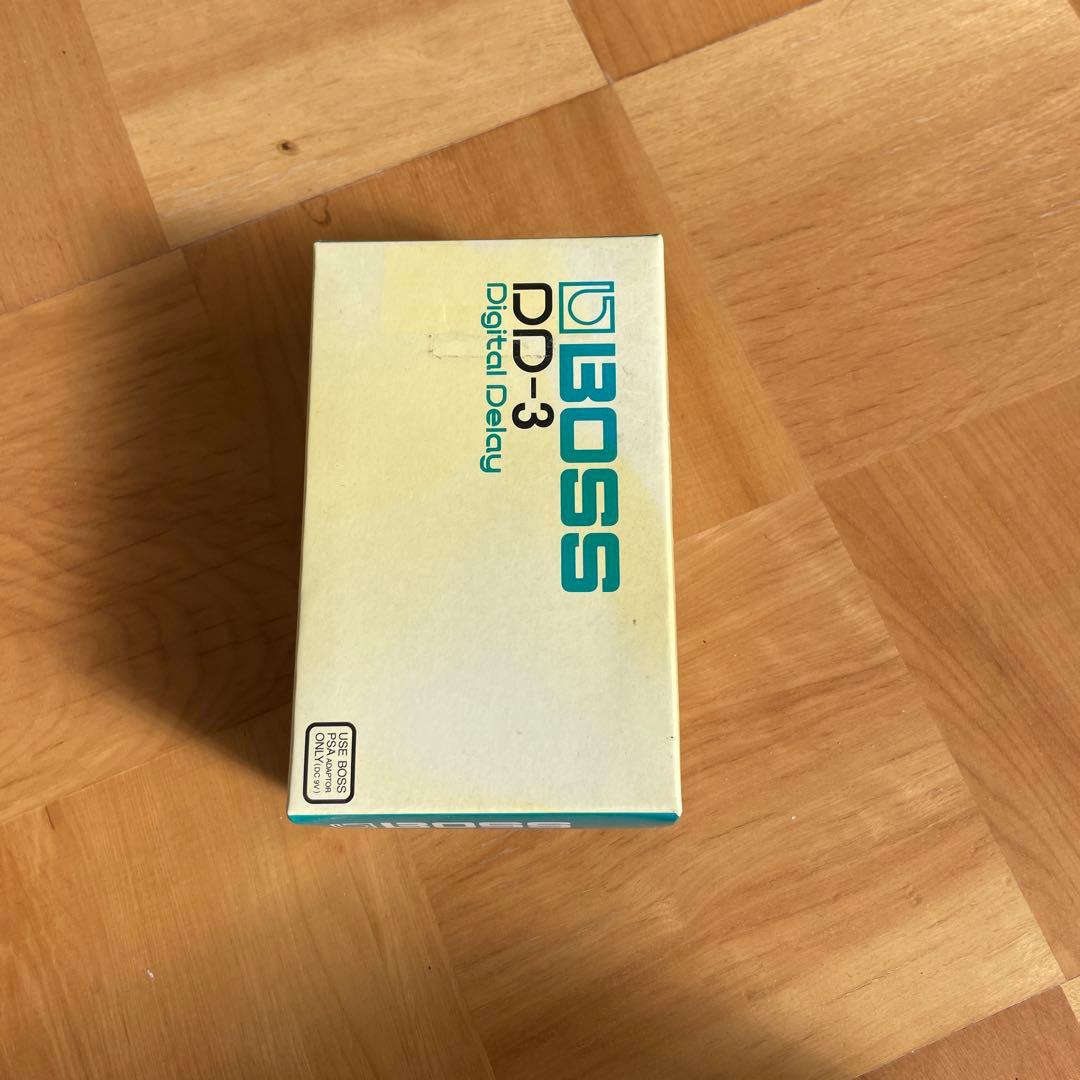 BOSS
DD-3
Digital Delay
USE BOSS
PSA ADAPTOR
ONLY (DC 9V)
BOSS